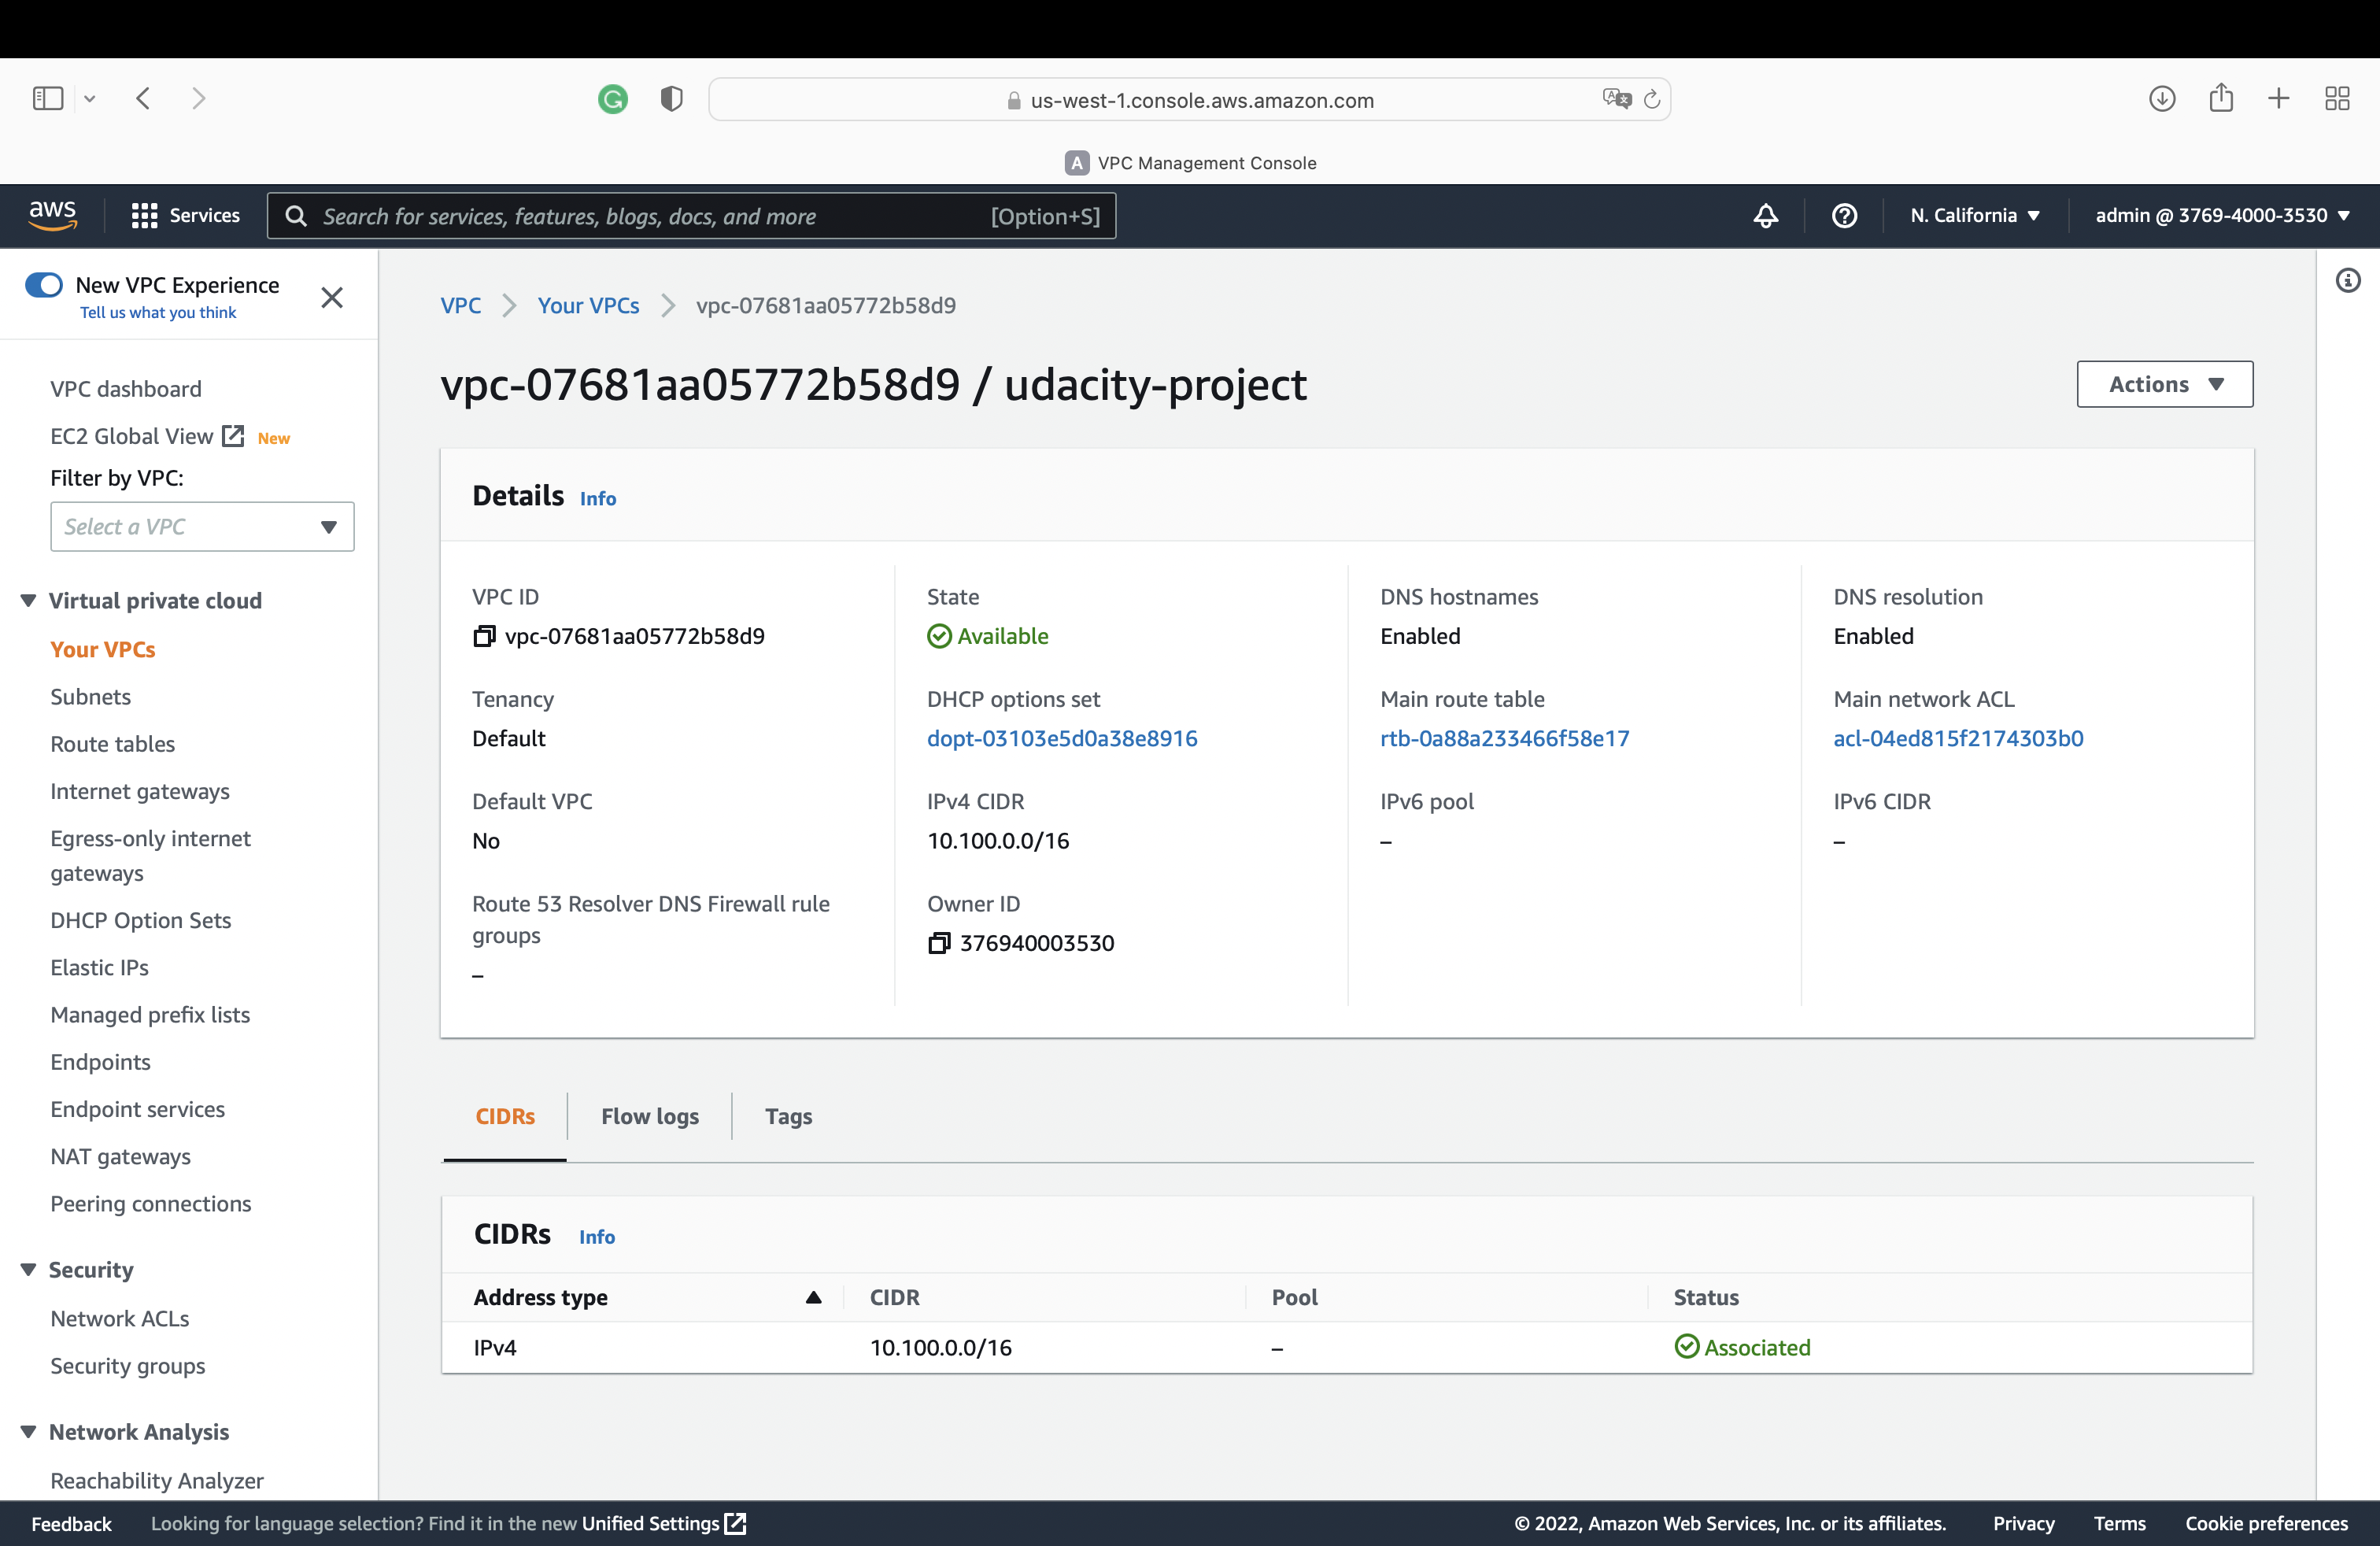 us-west-1.console.aws.amazon.com
A VPC Management Console
aws Services Search for services, features, blogs, docs, and more [Option+S] N. California admin @ 3769-4000-3530
New VPC Experience
Tell us what you think
VPC dashboard
EC2 Global View New
Filter by VPC:
Select a VPC
Virtual private cloud
Your VPCs
Subnets
Route tables
Internet gateways
Egress-only internet
gateways
DHCP Option Sets
Elastic IPs
Managed prefix lists
Endpoints
Endpoint services
NAT gateways
Peering connections
Security
Network ACLs
Security groups
Network Analysis
Reachability Analyzer
VPC Your VPCs vpc-07681aa05772b58d9
vpc-07681aa05772b58d9 / udacity-project
Actions
Details Info
VPC ID
vpc-07681aa05772b58d9
State
Available
DNS hostnames
Enabled
DNS resolution
Enabled
Tenancy
Default
DHCP options set
dopt-03103e5d0a38e8916
Main route table
rtb-0a88a233466f58e17
Main network ACL
acl-04ed815f2174303b0
Default VPC
No
IPv4 CIDR
10.100.0.0/16
IPv6 pool
–
IPv6 CIDR
–
Route 53 Resolver DNS Firewall rule
groups
–
Owner ID
376940003530
CIDRs Flow logs Tags
CIDRs Info
Address type CIDR Pool Status
IPv4 10.100.0.0/16 – Associated
Feedback Looking for language selection? Find it in the new Unified Settings © 2022, Amazon Web Services, Inc. or its affiliates. Privacy Terms Cookie preferences